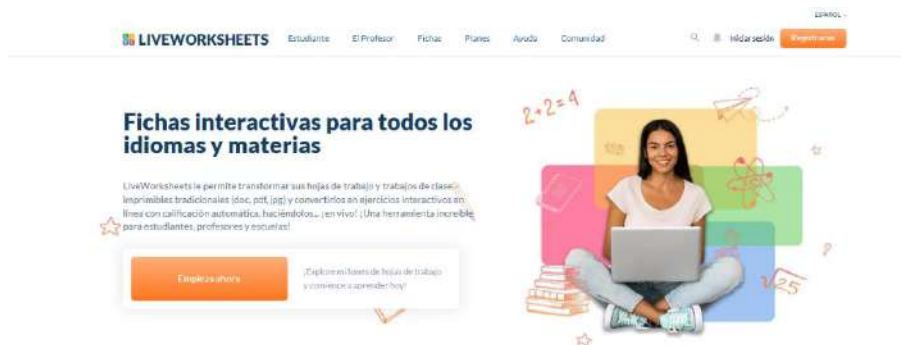 ESPAÑOL
LIVEWORKSHEETS Estudiante El Profesor Fichas Planes Ayuda Comunidad Iniciar sesión Registrarse
Fichas interactivas para todos los
idiomas y materias
LiveWorksheets le permite transformar sus hojas de trabajo y trabajos de clase
imprimibles tradicionales (doc, pdf, jpg) y convertirlos en ejercicios interactivos en
línea con calificación automática, haciéndolos... ¡en vivo! ¡Una herramienta increíble
para estudiantes, profesores y escuelas!
Empieza ahora
¡Explore millones de hojas de trabajo
y comience a aprender hoy!
2+2=4
√25
?